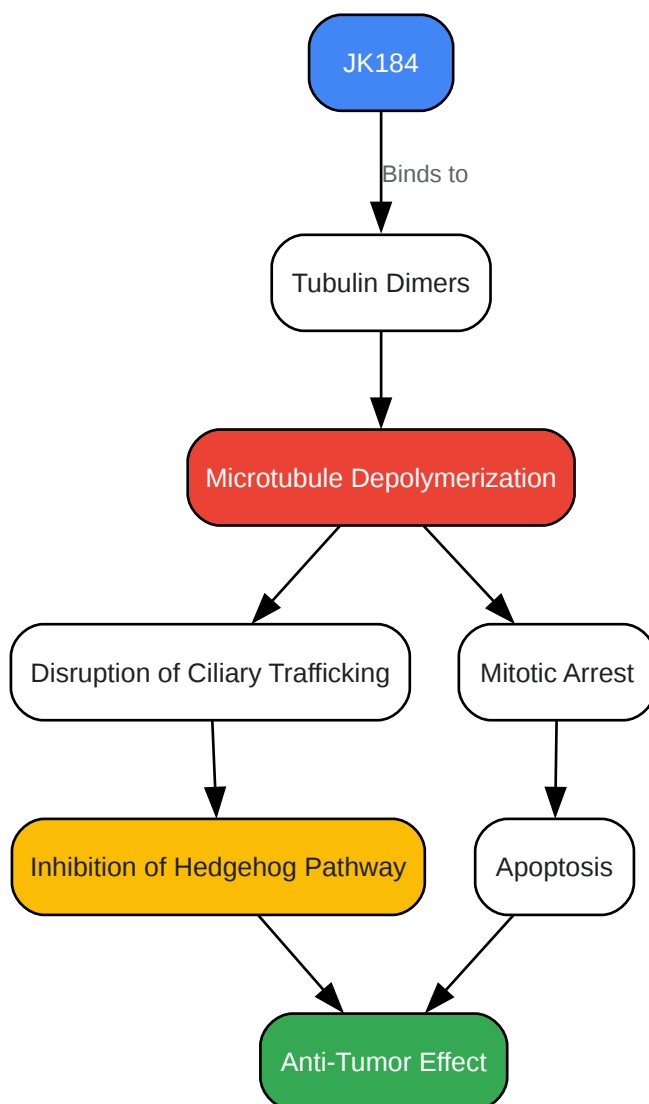 JK184
Binds to
Tubulin Dimers
Microtubule Depolymerization
Disruption of Ciliary Trafficking
Mitotic Arrest
Inhibition of Hedgehog Pathway
Apoptosis
Anti-Tumor Effect